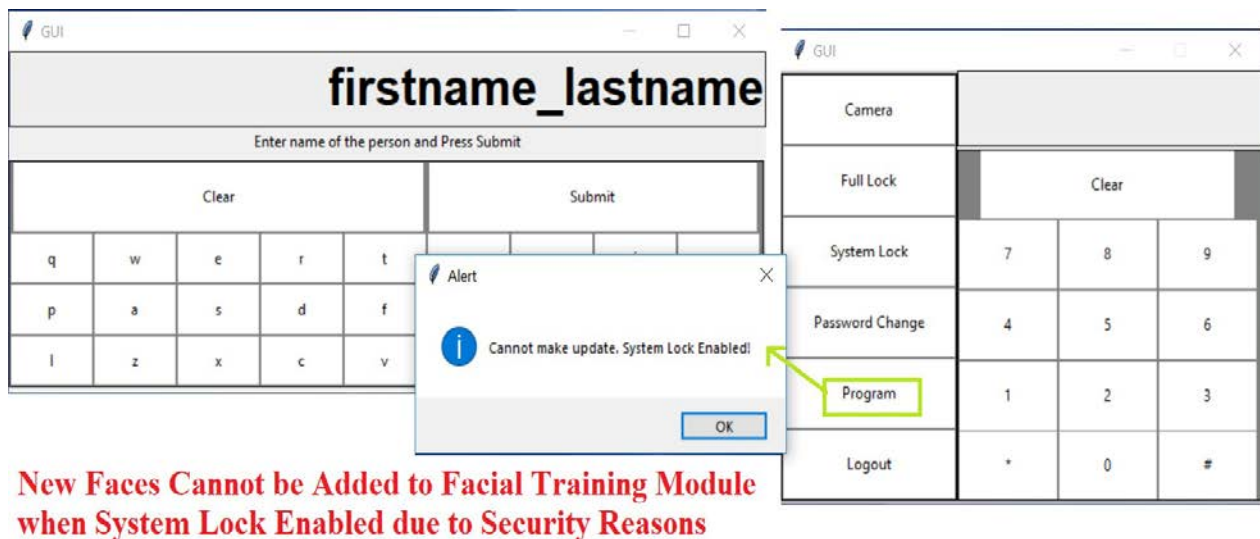 GUI
firstname_lastname
Enter name of the person and Press Submit
Clear Submit
q w e r t
p a s d f
l z x c v
Alert
Cannot make update. System Lock Enabled!
OK
GUI
Camera
Full Lock
System Lock
Password Change
Program
Logout
Clear
7 8 9
4 5 6
1 2 3
* 0 #
New Faces Cannot be Added to Facial Training Module
when System Lock Enabled due to Security Reasons